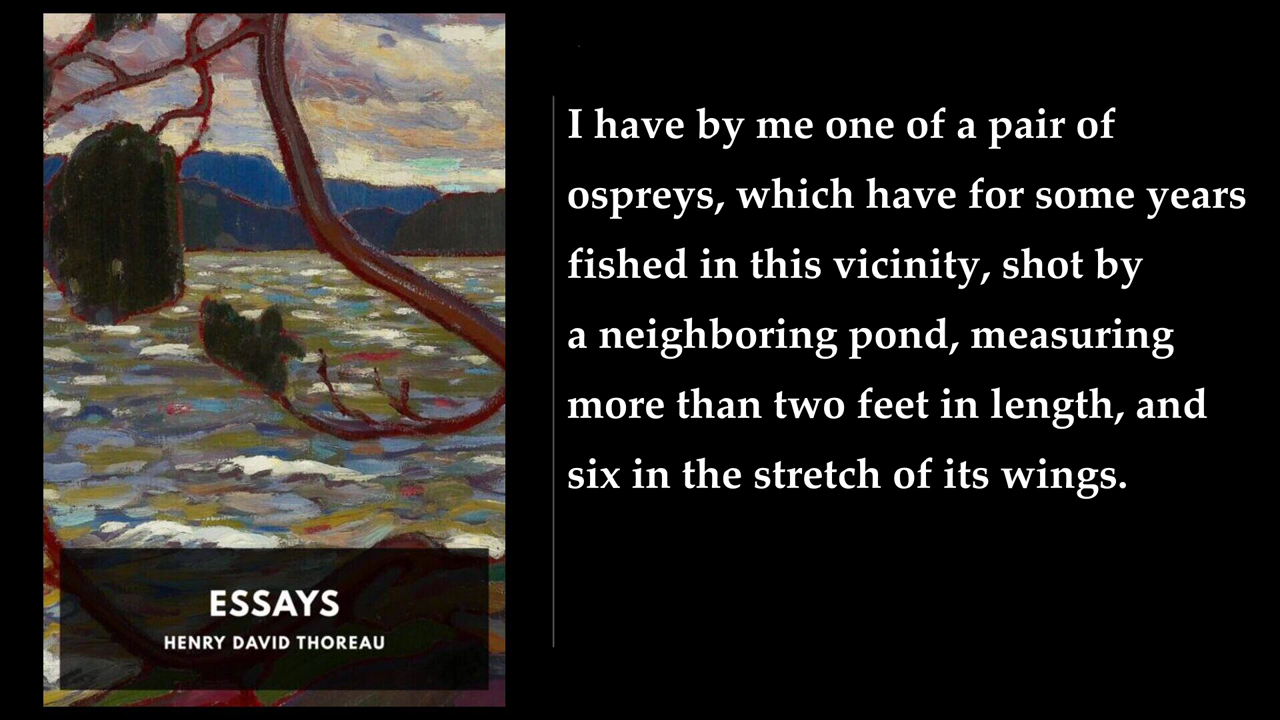 ESSAYS
HENRY DAVID THOREAU
I have by me one of a pair of
ospreys, which have for some years
fished in this vicinity, shot by
a neighboring pond, measuring
more than two feet in length, and
six in the stretch of its wings.